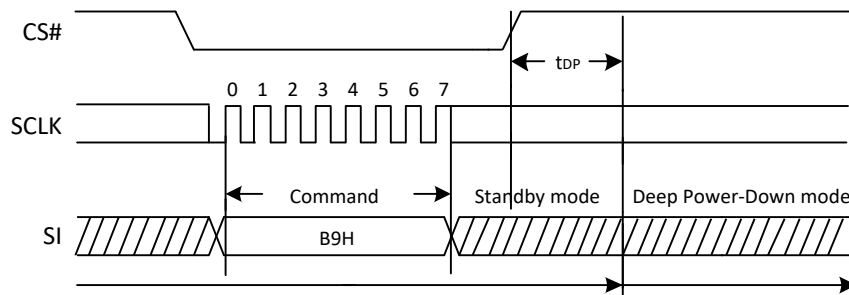 CS#
tDP
0 1 2 3 4 5 6 7
SCLK
Command Standby mode Deep Power-Down mode
SI B9H